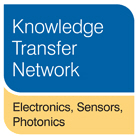 Knowledge
Transfer
Network
Electronics, Sensors,
Photonics